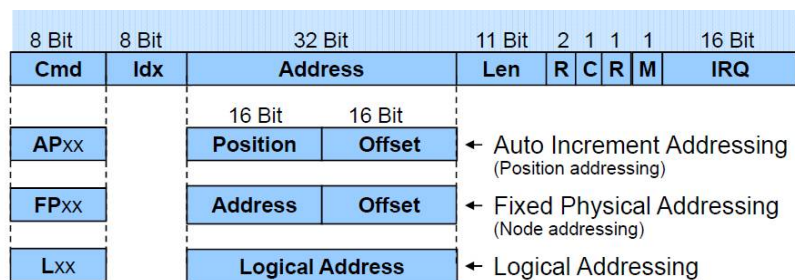 8 Bit 8 Bit 32 Bit 11 Bit 2 1 1 1 16 Bit
Cmd Idx Address Len R C R M IRQ
16 Bit 16 Bit
APxx Position Offset Auto Increment Addressing
(Position addressing)
FPxx Address Offset Fixed Physical Addressing
(Node addressing)
Lxx Logical Address Logical Addressing